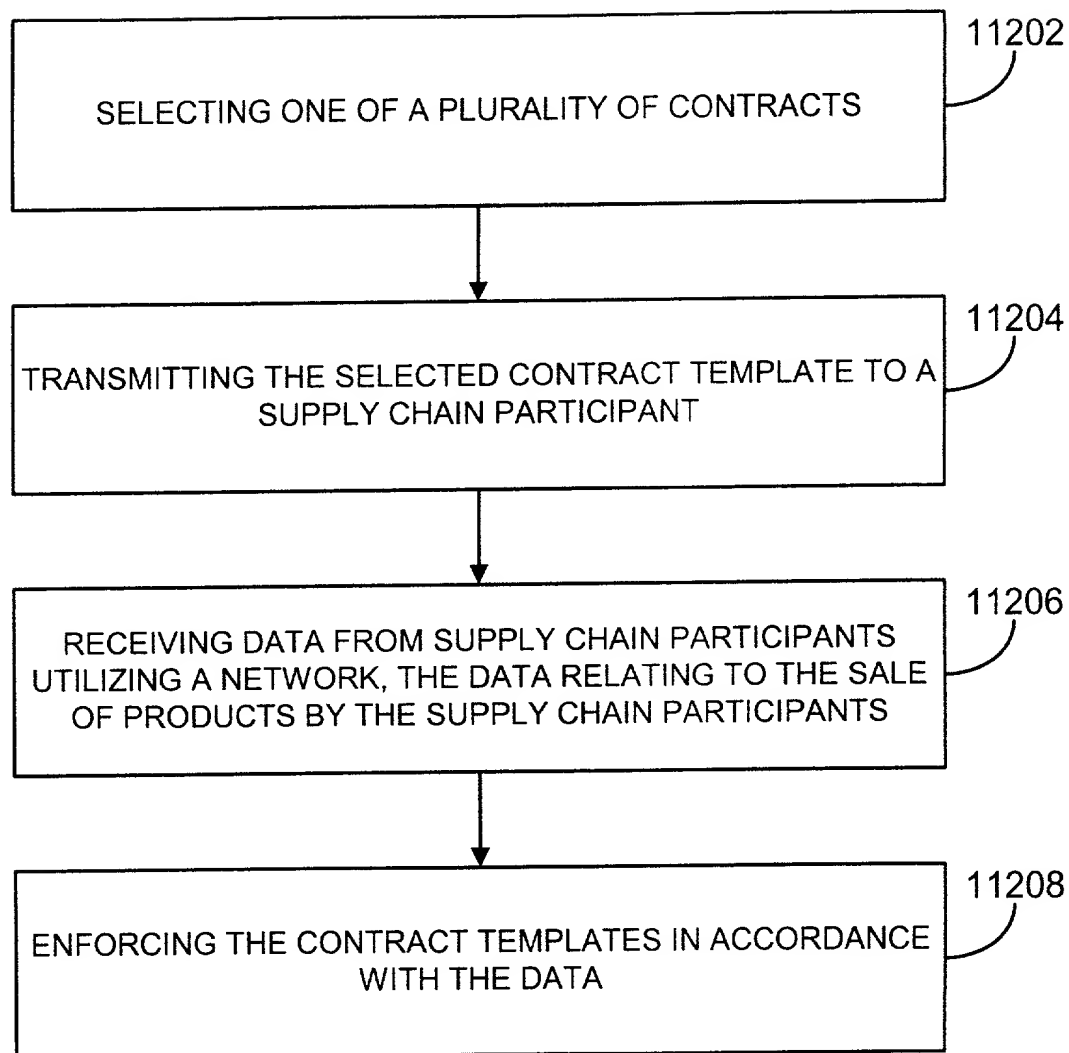 11202
SELECTING ONE OF A PLURALITY OF CONTRACTS
11204
TRANSMITTING THE SELECTED CONTRACT TEMPLATE TO A
SUPPLY CHAIN PARTICIPANT
11206
RECEIVING DATA FROM SUPPLY CHAIN PARTICIPANTS
UTILIZING A NETWORK, THE DATA RELATING TO THE SALE
OF PRODUCTS BY THE SUPPLY CHAIN PARTICIPANTS
11208
ENFORCING THE CONTRACT TEMPLATES IN ACCORDANCE
WITH THE DATA